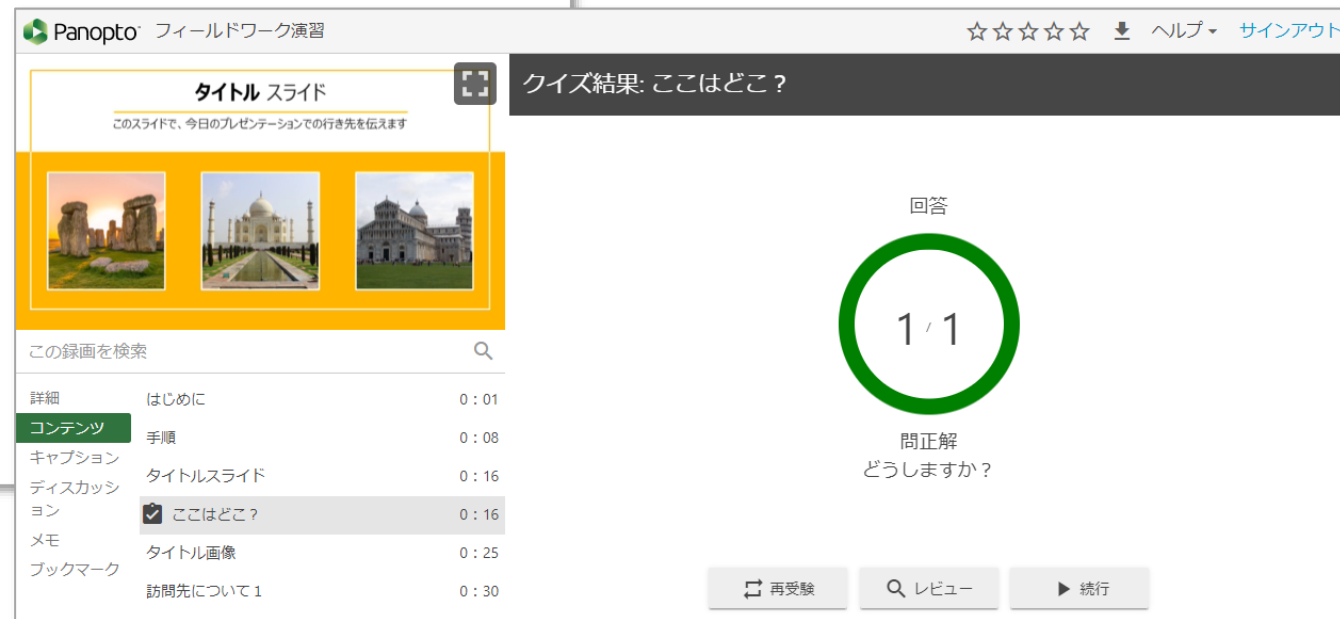 Panopto フィールドワーク演習
ヘルプ
サインアウト
タイトル スライド
このスライドで、今日のプレゼンテーションでの行き先を伝えます
この録画を検索
詳細
コンテンツ
キャプション
ディスカッシ
ョン
メモ
ブックマーク
はじめに 0:01
手順 0:08
タイトルスライド 0:16
ここはどこ? 0:16
タイトル画像 0:25
訪問先について1 0:30
クイズ結果: ここはどこ?
回答
1 / 1
問正解
どうしますか?
再受験 レビュー 続行